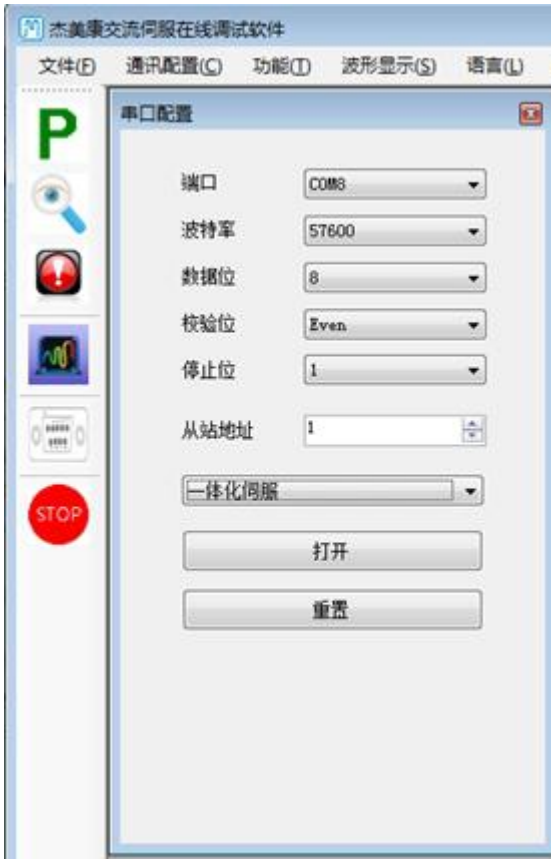 杰美康交流伺服在线调试软件
文件(F) 通讯配置(C) 功能(T) 波形显示(S) 语言(L)
串口配置
P
端口 COM8
波特率 57600
数据位 8
校验位 Even
停止位 1
从站地址 1
一体化伺服
STOP
打开
重置